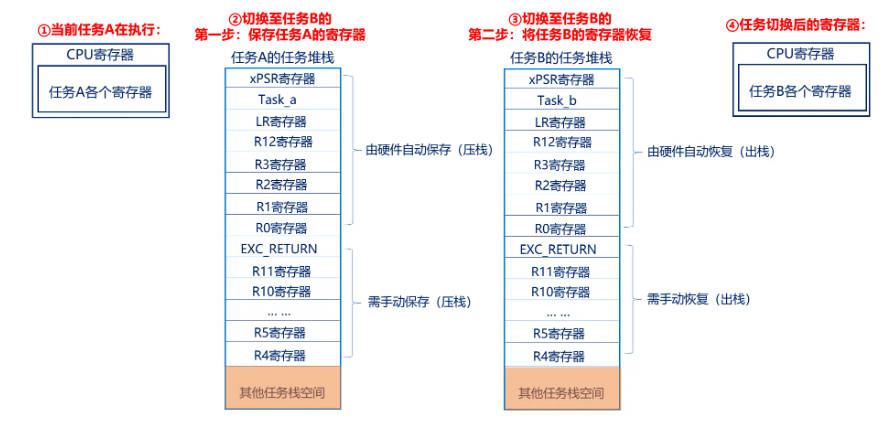 ①当前任务A在执行：
CPU寄存器
任务A各个寄存器
②切换至任务B的
第一步：保存任务A的寄存器
任务A的任务堆栈
xPSR寄存器
Task_a
LR寄存器
R12寄存器
R3寄存器
R2寄存器
R1寄存器
R0寄存器
EXC_RETURN
R11寄存器
R10寄存器
... ...
R5寄存器
R4寄存器
其他任务栈空间
由硬件自动保存（压栈）
需手动保存（压栈）
③切换至任务B的
第二步：将任务B的寄存器恢复
任务B的任务堆栈
xPSR寄存器
Task_b
LR寄存器
R12寄存器
R3寄存器
R2寄存器
R1寄存器
R0寄存器
EXC_RETURN
R11寄存器
R10寄存器
... ...
R5寄存器
R4寄存器
其他任务栈空间
由硬件自动恢复（出栈）
需手动恢复（出栈）
④任务切换后的寄存器：
CPU寄存器
任务B各个寄存器